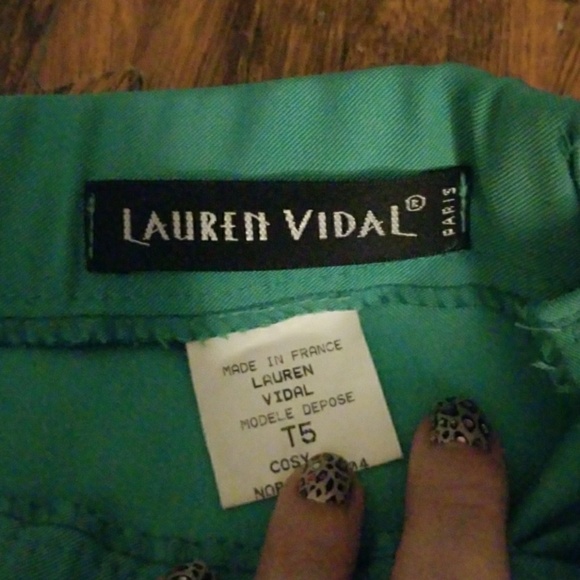 LAUREN VIDAL® PARIS
MADE IN FRANCE
LAUREN
VIDAL
MODELE DEPOSE
T5
COSY